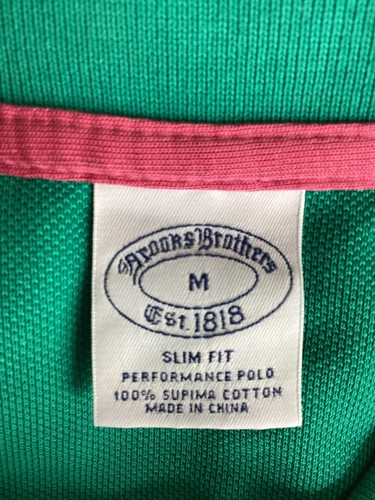 Brooks Brothers
M
Est. 1818
SLIM FIT
PERFORMANCE POLO
100% SUPIMA COTTON
MADE IN CHINA